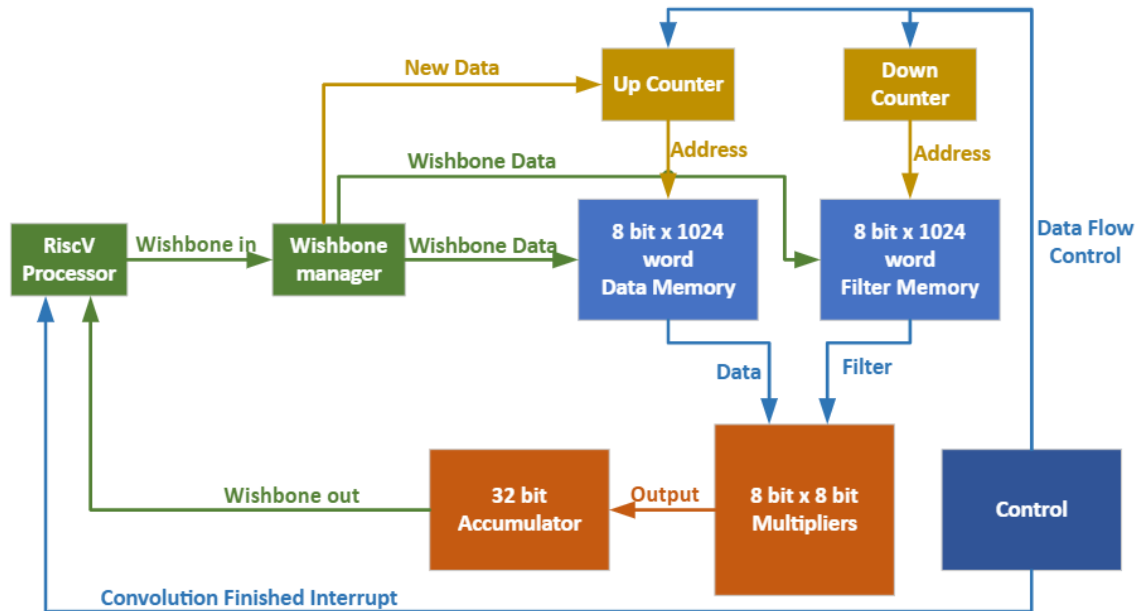 New Data
Up Counter
Down
Counter
Address
Address
Wishbone Data
RiscV
Processor
Wishbone in
Wishbone
manager
Wishbone Data
8 bit x 1024
word
Data Memory
8 bit x 1024
word
Filter Memory
Data Flow
Control
Data
Filter
Wishbone out
32 bit
Accumulator
Output
8 bit x 8 bit
Multipliers
Control
Convolution Finished Interrupt